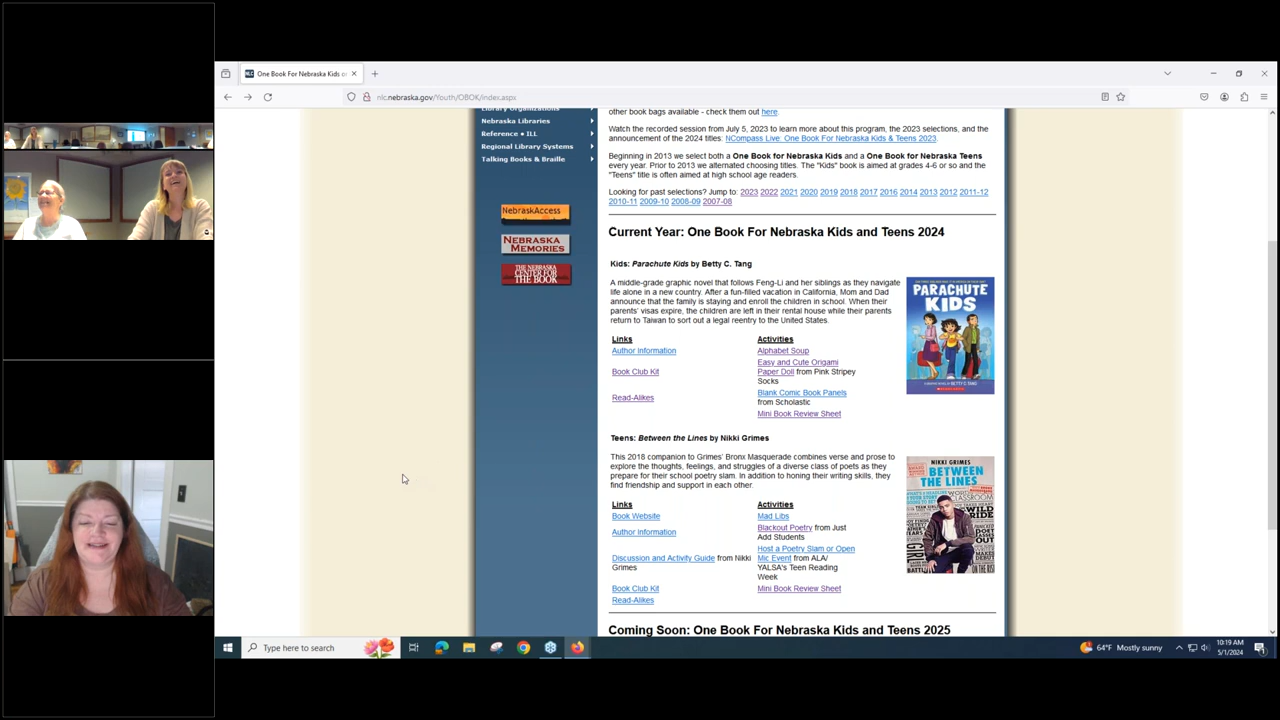 One Book For Nebraska Kids o
nlc.nebraska.gov/Youth/OBOK/index.aspx
Library Organizations
Nebraska Libraries
Reference • ILL
Regional Library Systems
Talking Books & Braille
NebraskAccess
NEBRASKA
MEMORIES
THE NEBRASKA
CENTER FOR
THE BOOK
other book bags available - check them out here.
Watch the recorded session from July 5, 2023 to learn more about this program, the 2023 selections, and the
announcement of the 2024 titles: NCompass Live: One Book For Nebraska Kids & Teens 2023.
Beginning in 2013 we select both a One Book for Nebraska Kids and a One Book for Nebraska Teens
every year. Prior to 2013 we alternated choosing titles. The "Kids" book is aimed at grades 4-6 or so and the
"Teens" title is often aimed at high school age readers.
Looking for past selections? Jump to: 2023 2022 2021 2020 2019 2018 2017 2016 2014 2013 2012 2011-12
2010-11 2009-10 2008-09 2007-08
Current Year: One Book For Nebraska Kids and Teens 2024
Kids: Parachute Kids by Betty C. Tang
A middle-grade graphic novel that follows Feng-Li and her siblings as they navigate
life alone in a new country. After a fun-filled vacation in California, Mom and Dad
announce that the family is staying and enroll the children in school. When their
parents' visas expire, the children are left in their rental house while their parents
return to Taiwan to sort out a legal reentry to the United States.
PARACHUTE
KIDS
BETTY C. TANG
Links
Author Information
Book Club Kit
Read-Alikes
Activities
Alphabet Soup
Easy and Cute Origami
Paper Doll from Pink Stripey
Socks
Blank Comic Book Panels
from Scholastic
Mini Book Review Sheet
Teens: Between the Lines by Nikki Grimes
This 2018 companion to Grimes' Bronx Masquerade combines verse and prose to
explore the thoughts, feelings, and struggles of a diverse class of poets as they
prepare for their school poetry slam. In addition to honing their writing skills, they
find friendship and support in each other.
NIKKI GRIMES
BETWEEN
THE LINES
Links
Book Website
Author Information
Discussion and Activity Guide from Nikki
Grimes
Book Club Kit
Read-Alikes
Activities
Mad Libs
Blackout Poetry from Just
Add Students
Host a Poetry Slam or Open
Mic Event from ALA/
YALSA's Teen Reading
Week
Mini Book Review Sheet
Coming Soon: One Book For Nebraska Kids and Teens 2025
Type here to search
64°F Mostly sunny
10:19 AM
5/1/2024